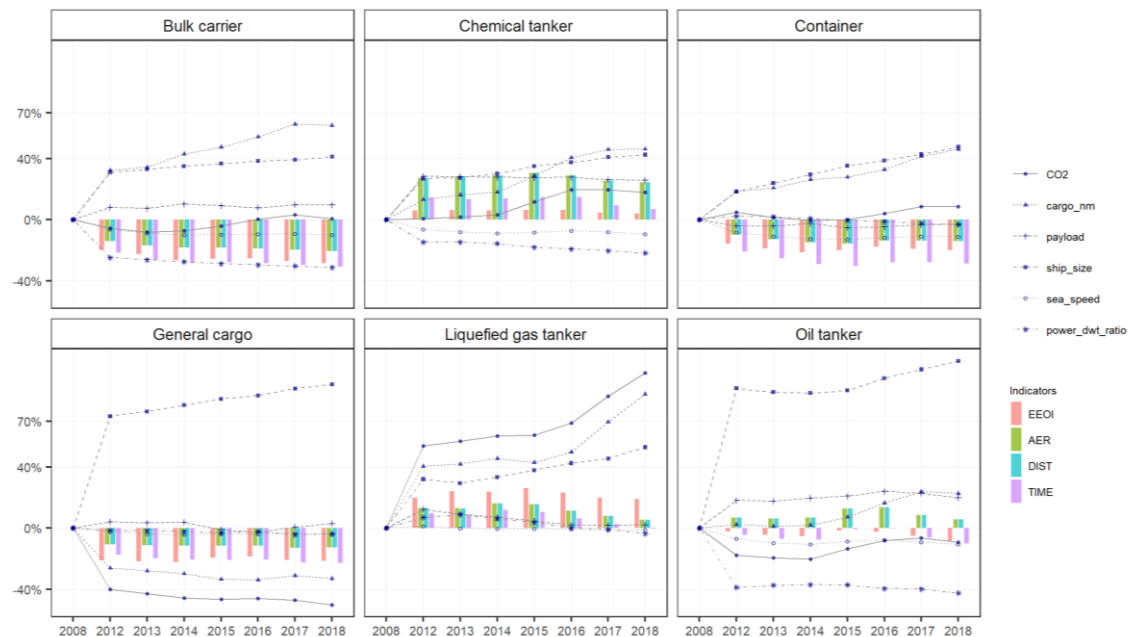 Bulk carrier
Chemical tanker
Container
70%
40%
0%
-40%
General cargo
Liquefied gas tanker
Oil tanker
70%
40%
0%
-40%
2008 2012 2013 2014 2015 2016 2017 2018
2008 2012 2013 2014 2015 2016 2017 2018
2008 2012 2013 2014 2015 2016 2017 2018
CO2
cargo_nm
payload
ship_size
sea_speed
power_dwt_ratio
Indicators
EEOI
AER
DIST
TIME